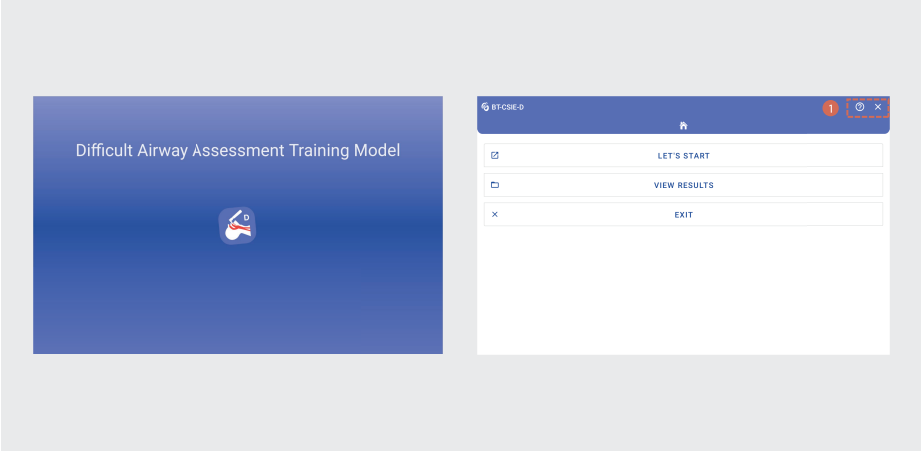 Difficult Airway Assessment Training Model
D
BT-CSIE-D
1
LET'S START
VIEW RESULTS
EXIT